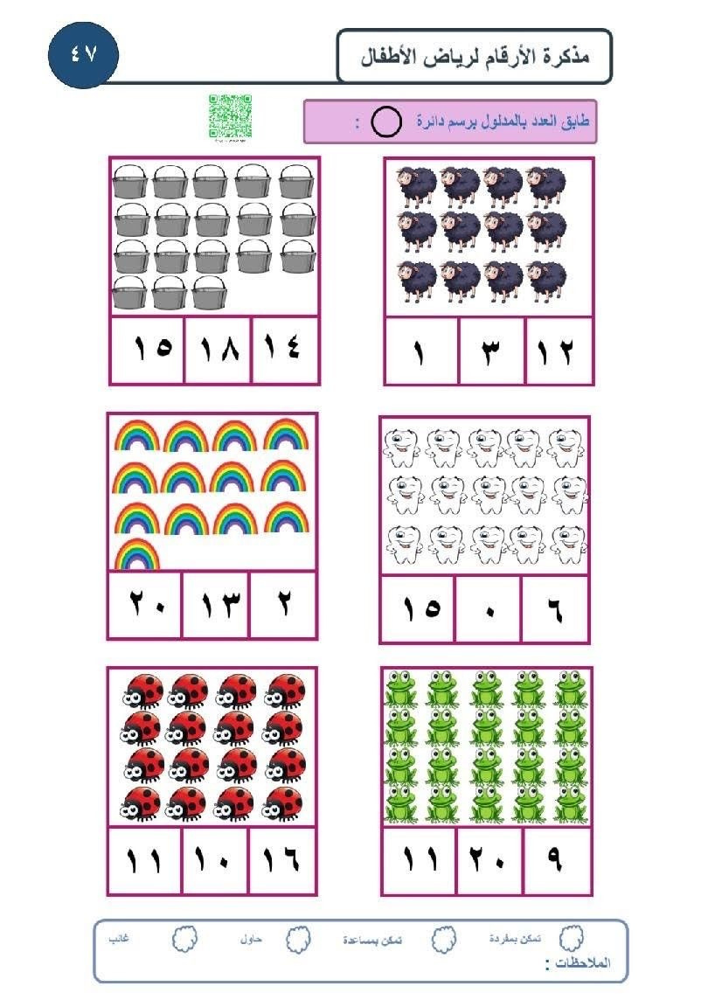 مذكرة الأرقام لرياض الأطفال
٤٧
طابق العدد بالمدلول برسم دائرة :
١ ٣ ١٢
١٥ ١٨ ١٤
١٥ ٠ ٦
٢٠ ١٣ ٢
١١ ٢٠ ٩
١١ ١٠ ١٦
تمكن بمفردة تمكن بمساعدة حاول غائب
الملاحظات :